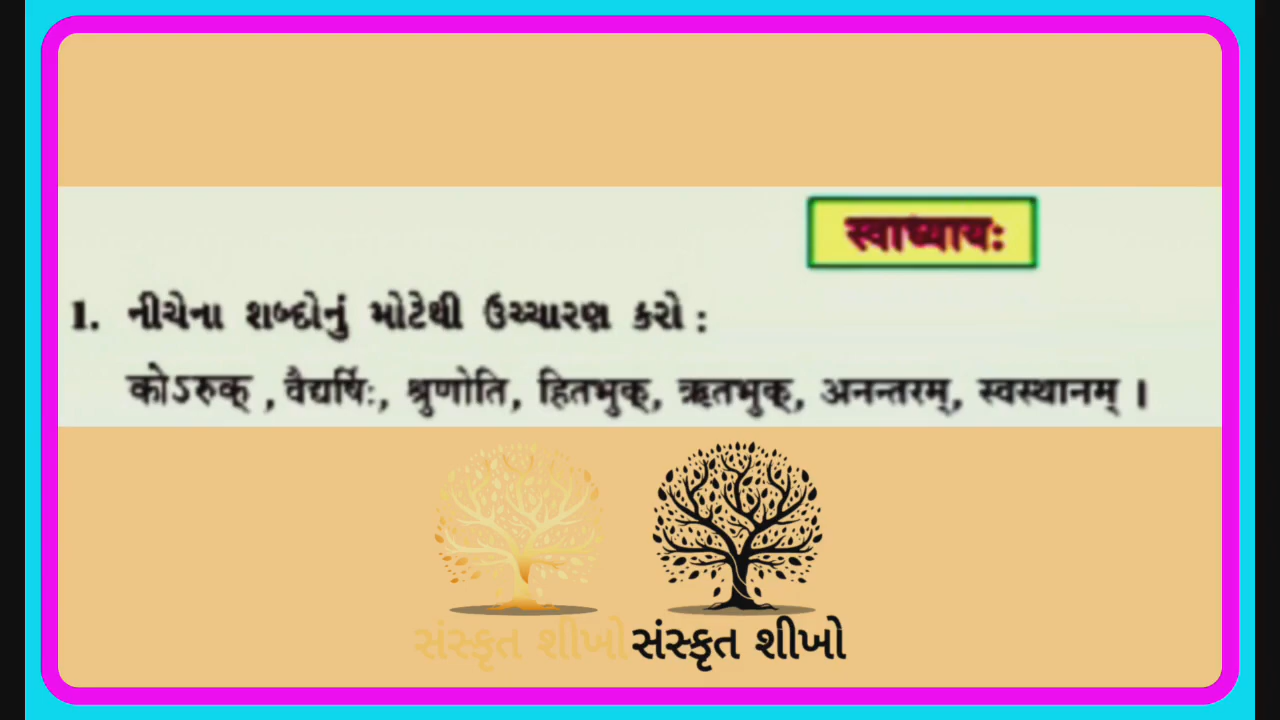 स्वाध्यायः
1. નીચેના શબ્દોનું મોટેથી ઉચ્ચારણ કરો :
कोऽरुक् , वैद्यर्षिः, श्रुणोति, हितभुक्, ऋतभुक्, अनन्तरम्, स्वस्थानम् ।
સંસ્કૃત શીખો સંસ્કૃત શીખો